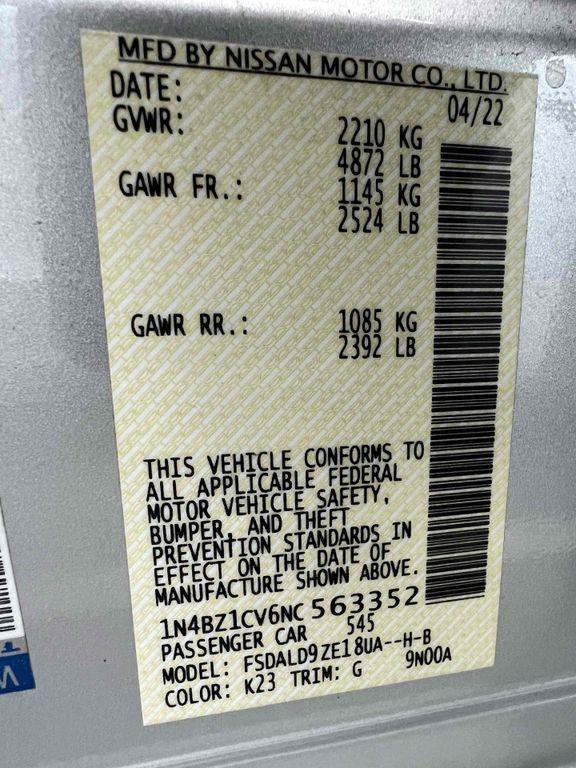 MFD BY NISSAN MOTOR CO., LTD.
DATE: 04/22
GVWR: 2210 KG
4872 LB
GAWR FR.: 1145 KG
2524 LB
GAWR RR.: 1085 KG
2392 LB
THIS VEHICLE CONFORMS TO
ALL APPLICABLE FEDERAL
MOTOR VEHICLE SAFETY,
BUMPER, AND THEFT
PREVENTION STANDARDS IN
EFFECT ON THE DATE OF
MANUFACTURE SHOWN ABOVE.
1N4BZ1CV6NC563352
PASSENGER CAR 545
MODEL: FSDALD9ZE18UA--H-B
COLOR: K23 TRIM: G 9N00A